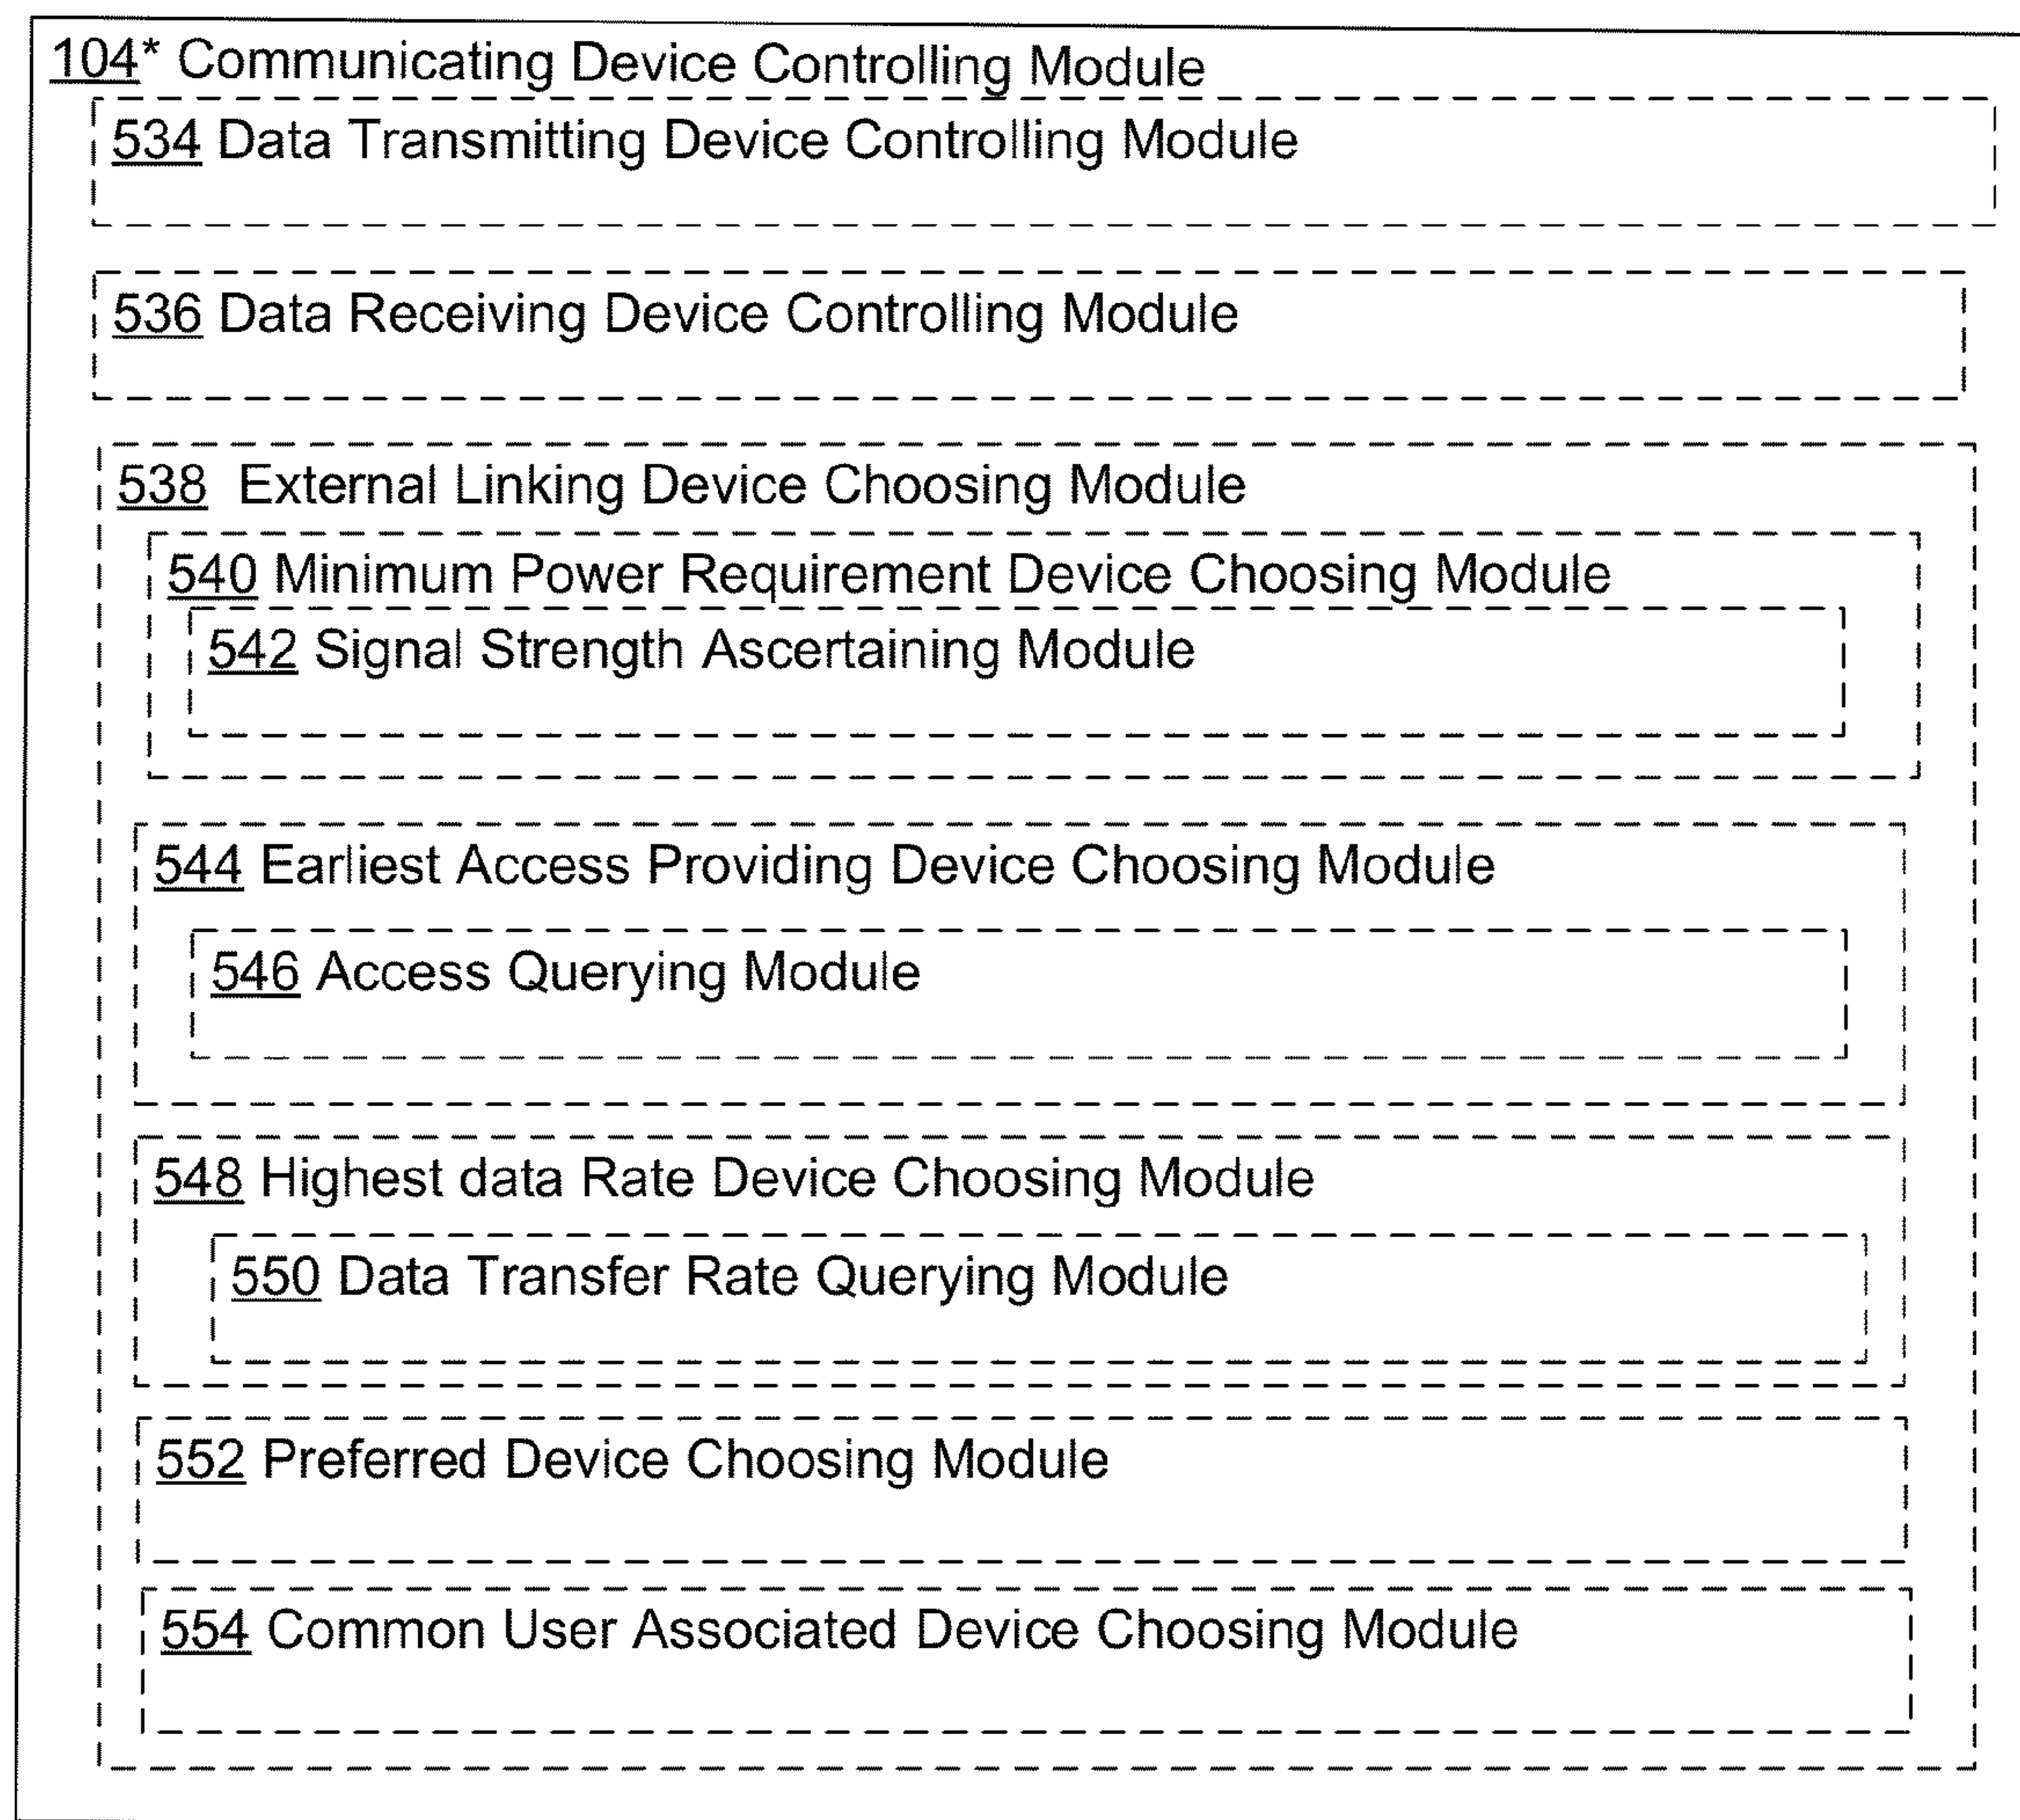 104* Communicating Device Controlling Module
534 Data Transmitting Device Controlling Module
536 Data Receiving Device Controlling Module
538 External Linking Device Choosing Module
540 Minimum Power Requirement Device Choosing Module
542 Signal Strength Ascertaining Module
544 Earliest Access Providing Device Choosing Module
546 Access Querying Module
548 Highest data Rate Device Choosing Module
550 Data Transfer Rate Querying Module
552 Preferred Device Choosing Module
554 Common User Associated Device Choosing Module